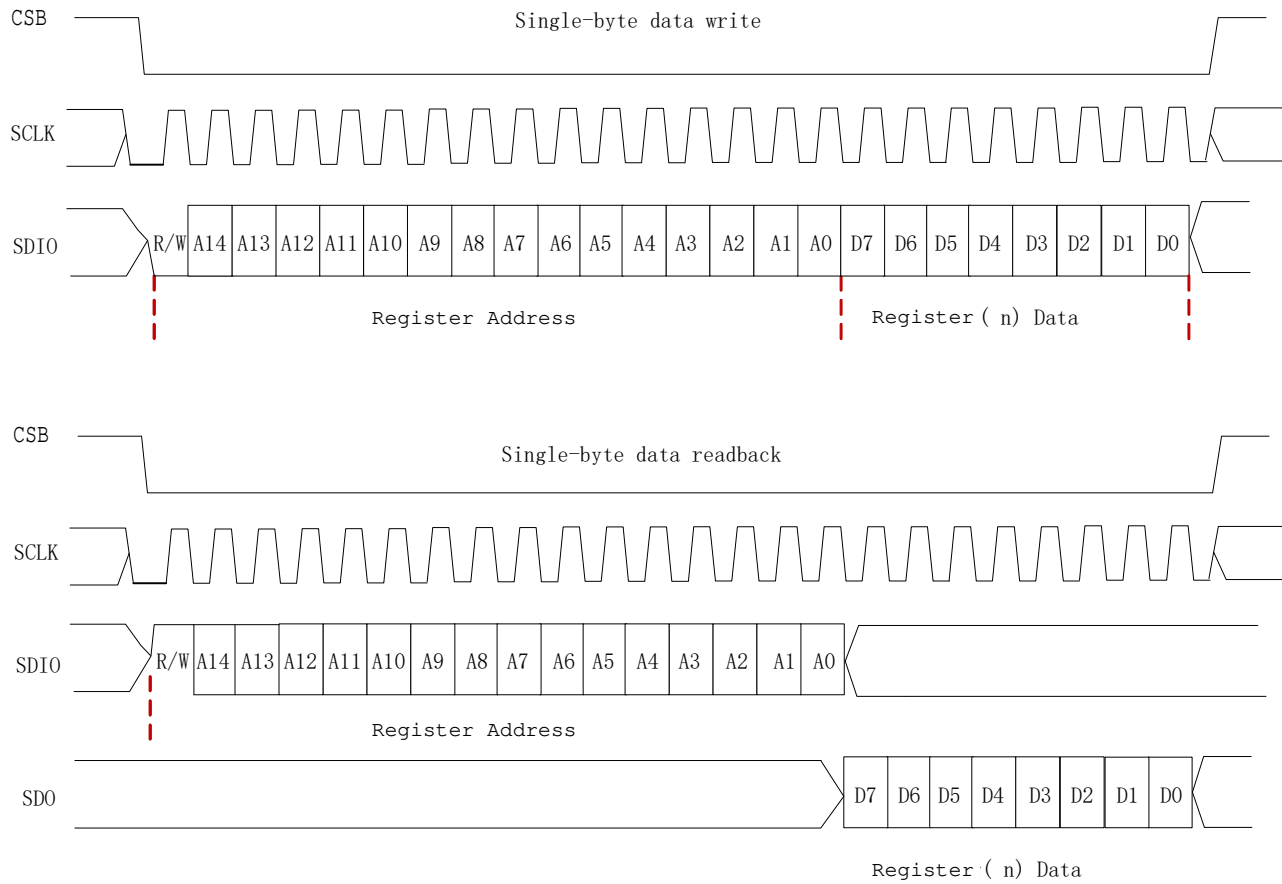 CSB Single-byte data write
SCLK
SDIO R/W A14 A13 A12 A11 A10 A9 A8 A7 A6 A5 A4 A3 A2 A1 A0 D7 D6 D5 D4 D3 D2 D1 D0
Register Address Register ( n) Data
CSB Single-byte data readback
SCLK
SDIO R/W A14 A13 A12 A11 A10 A9 A8 A7 A6 A5 A4 A3 A2 A1 A0
Register Address
SDO D7 D6 D5 D4 D3 D2 D1 D0
Register ( n) Data